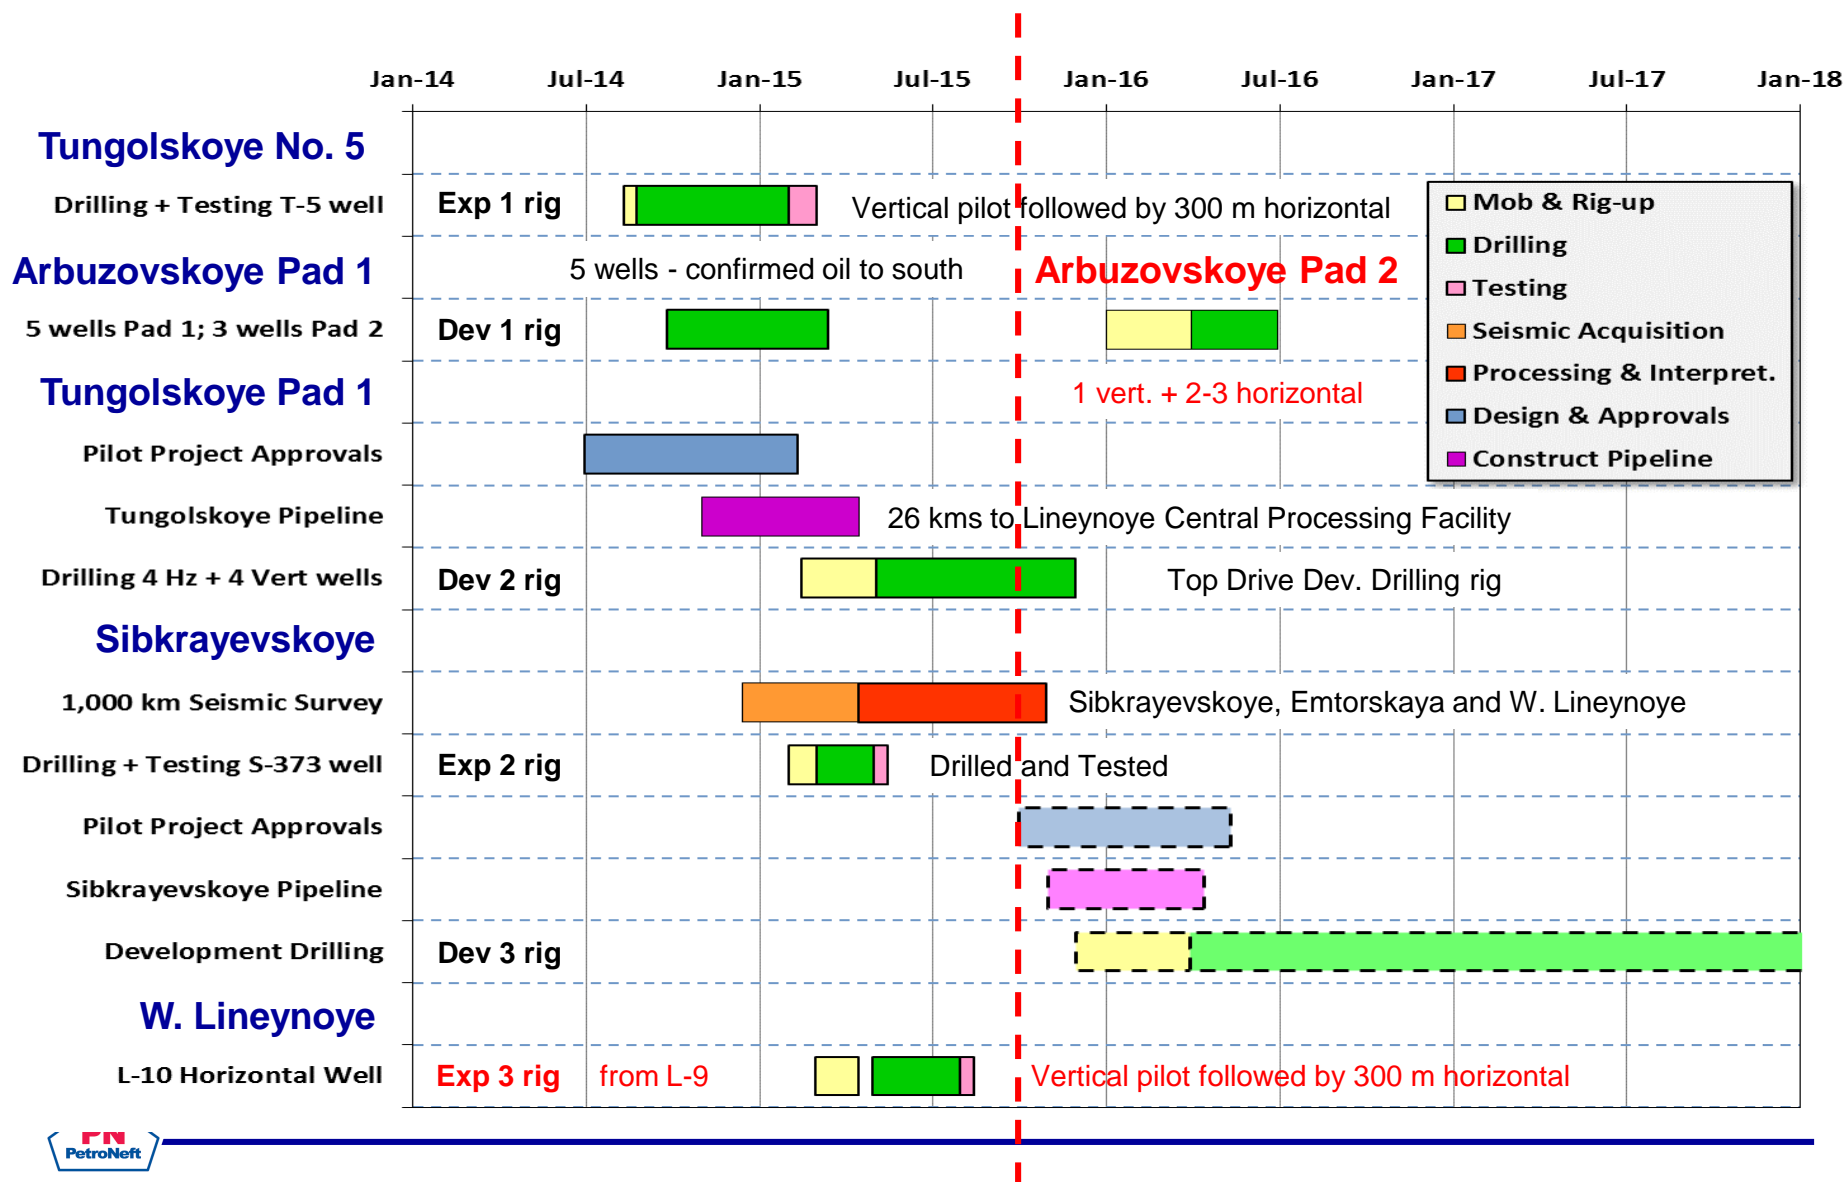 Jan-14 Jul-14 Jan-15 Jul-15 Jan-16 Jul-16 Jan-17 Jul-17 Jan-18
Tungolskoye No. 5
Drilling + Testing T-5 well Exp 1 rig Vertical pilot followed by 300 m horizontal
Arbuzovskoye Pad 1 5 wells - confirmed oil to south Arbuzovskoye Pad 2
5 wells Pad 1; 3 wells Pad 2 Dev 1 rig
Tungolskoye Pad 1 1 vert. + 2-3 horizontal
Pilot Project Approvals
Tungolskoye Pipeline 26 kms to Lineynoye Central Processing Facility
Drilling 4 Hz + 4 Vert wells Dev 2 rig Top Drive Dev. Drilling rig
Sibkrayevskoye
1,000 km Seismic Survey Sibkrayevskoye, Emtorskaya and W. Lineynoye
Drilling + Testing S-373 well Exp 2 rig Drilled and Tested
Pilot Project Approvals
Sibkrayevskoye Pipeline
Development Drilling Dev 3 rig
W. Lineynoye
L-10 Horizontal Well Exp 3 rig from L-9 Vertical pilot followed by 300 m horizontal
Mob & Rig-up
Drilling
Testing
Seismic Acquisition
Processing & Interpret.
Design & Approvals
Construct Pipeline
PN
PetroNeft